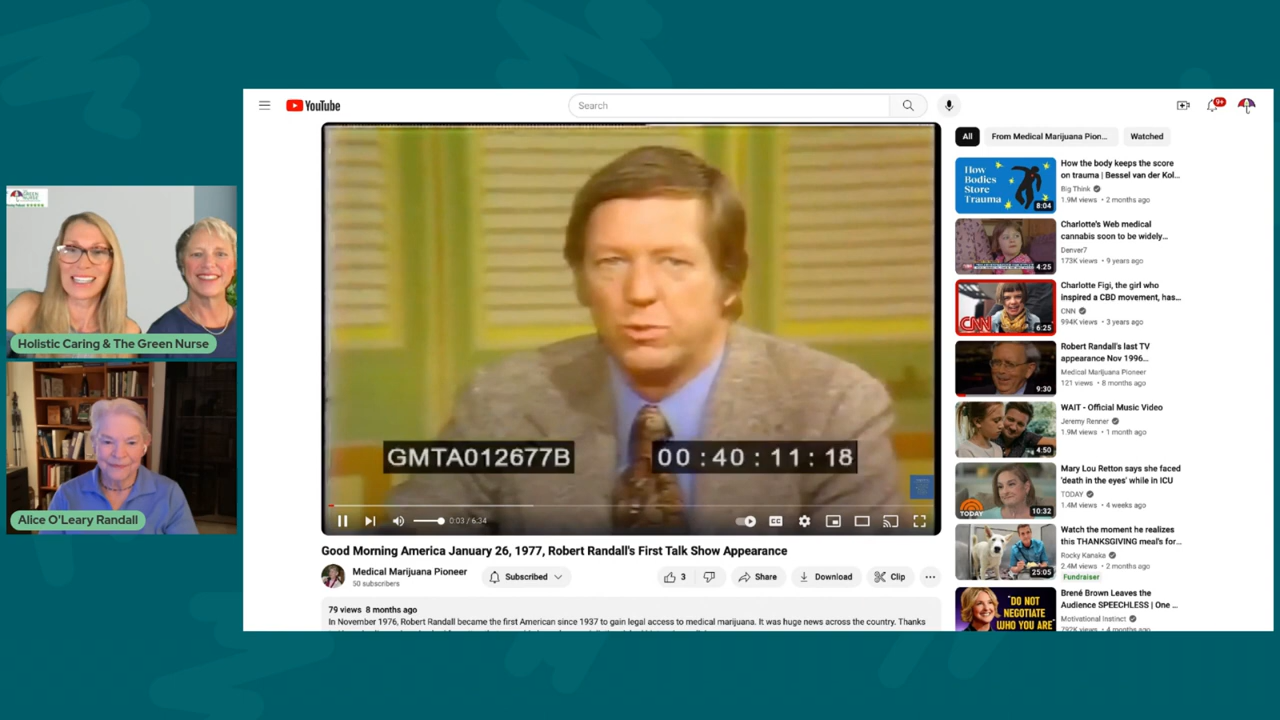 GREEN NURSE
Holistic Caring & The Green Nurse
Alice O'Leary Randall
YouTube
Search
9+
GMTA012677B
00:40:11:18
0:03 / 6:34
CC
Good Morning America January 26, 1977, Robert Randall's First Talk Show Appearance
Medical Marijuana Pioneer
50 subscribers
Subscribed
3
Share
Download
Clip
79 views 8 months ago
In November 1976, Robert Randall became the first American since 1937 to gain legal access to medical marijuana. It was huge news across the country. Thanks
All
From Medical Marijuana Pion...
Watched
How Bodies Store Trauma
8:04
How the body keeps the score
on trauma | Bessel van der Kol...
Big Think
1.9M views • 2 months ago
4:25
Charlotte's Web medical
cannabis soon to be widely...
Denver7
173K views • 9 years ago
CNN
6:25
Charlotte Figi, the girl who
inspired a CBD movement, has...
CNN
994K views • 3 years ago
9:30
Robert Randall's last TV
appearance Nov 1996...
Medical Marijuana Pioneer
121 views • 8 months ago
4:50
WAIT - Official Music Video
Jeremy Renner
1.9M views • 1 month ago
TODAY
10:32
Mary Lou Retton says she faced
'death in the eyes' while in ICU
TODAY
1.4M views • 4 weeks ago
25:05
Watch the moment he realizes
this THANKSGIVING meal's for...
Rocky Kanaka
2.4M views • 2 months ago
Fundraiser
"DO NOT
NEGOTIATE
WHO YOU ARE
Brené Brown Leaves the
Audience SPEECHLESS | One ...
Motivational Instinct
792K views • 4 months ago